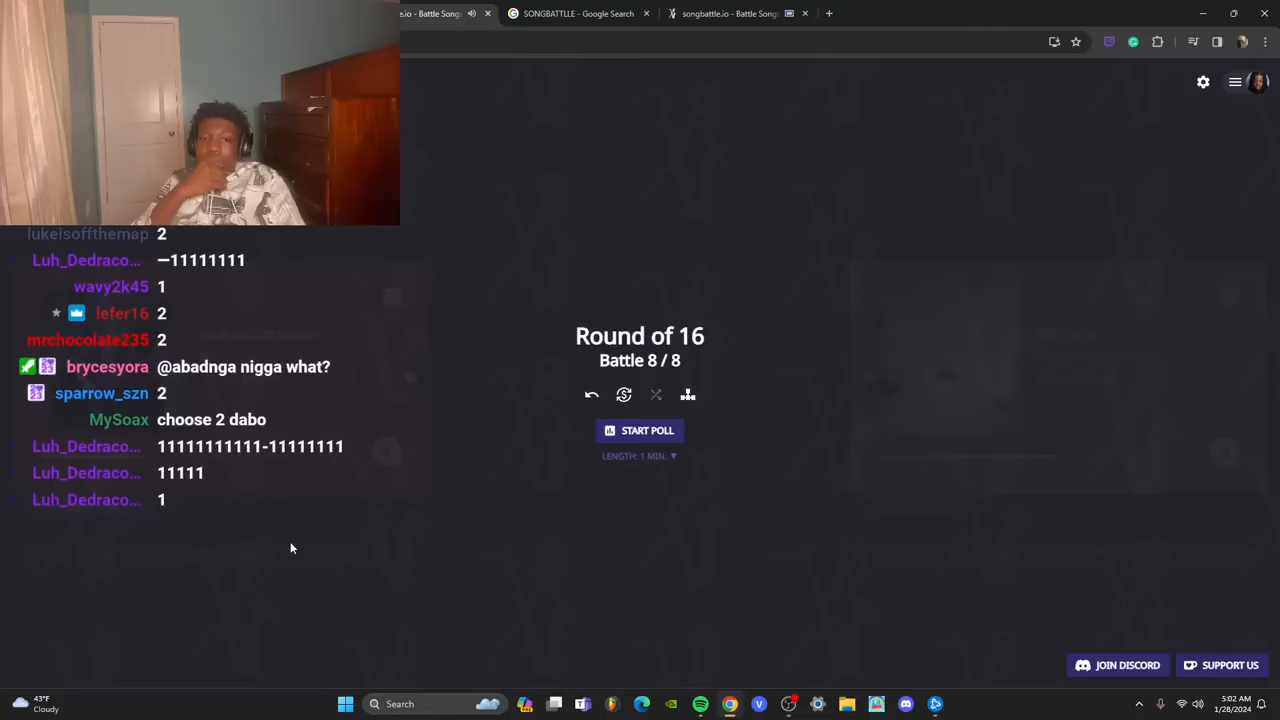 .io - Battle Song
SONGBATTLLE - Google Search
songbattle.io - Battle Song
lukeisoffthemap 2
Luh_Dedraco... —11111111
wavy2k45 1
* lefer16 2
mrchocolate235 2
brycesyora @abadnga nigga what?
sparrow_szn 2
MySoax choose 2 dabo
Luh_Dedraco... 11111111111-11111111
Luh_Dedraco... 11111
Luh_Dedraco... 1
Round of 16
Battle 8 / 8
START POLL
LENGTH: 1 MIN. ▼
JOIN DISCORD
SUPPORT US
43°F
Cloudy
Search
5:02 AM
1/28/2024